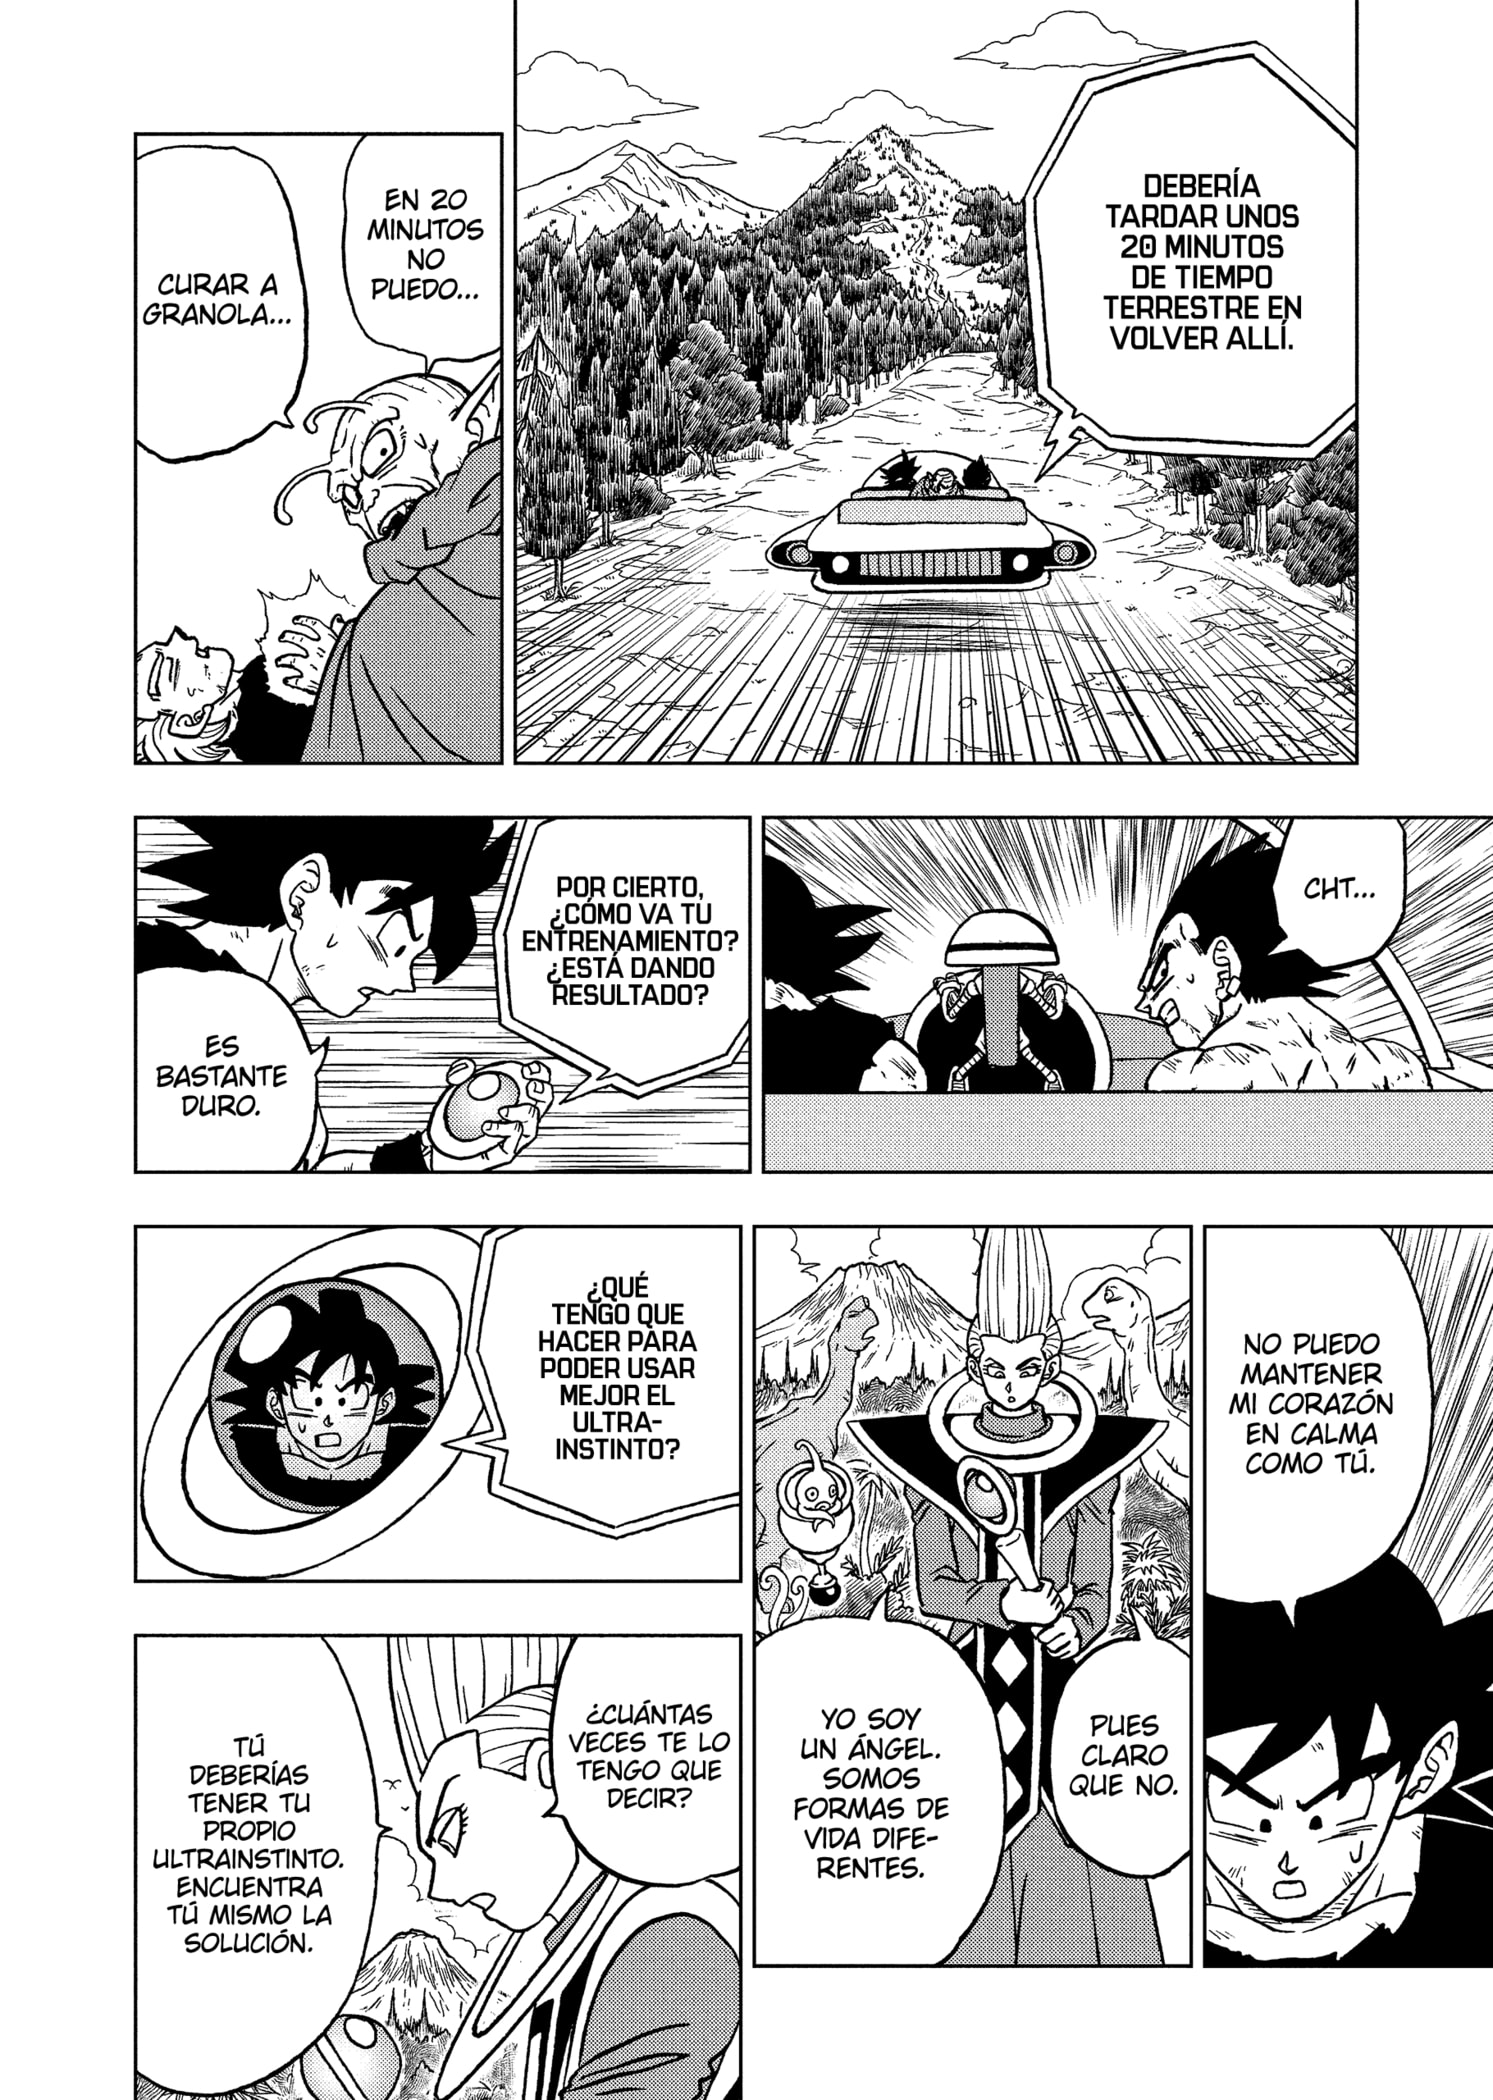 DEBERÍA
TARDAR UNOS
20 MINUTOS
DE TIEMPO
TERRESTRE EN
VOLVER ALLÍ.
EN 20
MINUTOS
NO
PUEDO...
CURAR A
GRANOLA...
CHT...
POR CIERTO,
¿CÓMO VA TU
ENTRENAMIENTO?
¿ESTÁ DANDO
RESULTADO?
ES
BASTANTE
DURO.
NO PUEDO
MANTENER
MI CORAZÓN
EN CALMA
COMO TÚ.
PUES
CLARO
QUE NO.
YO SOY
UN ÁNGEL.
SOMOS
FORMAS DE
VIDA DIFE-
RENTES.
¿QUÉ
TENGO QUE
HACER PARA
PODER USAR
MEJOR EL
ULTRA-
INSTINTO?
¿CUÁNTAS
VECES TE LO
TENGO QUE
DECIR?
TÚ
DEBERÍAS
TENER TU
PROPIO
ULTRAINSTINTO.
ENCUENTRA
TÚ MISMO LA
SOLUCIÓN.